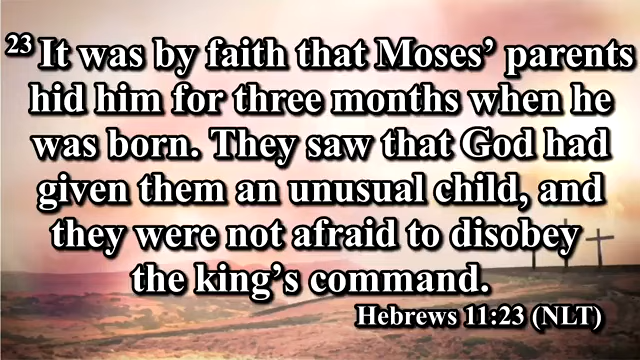 23 It was by faith that Moses’ parents
hid him for three months when he
was born. They saw that God had
given them an unusual child, and
they were not afraid to disobey
the king’s command.
Hebrews 11:23 (NLT)